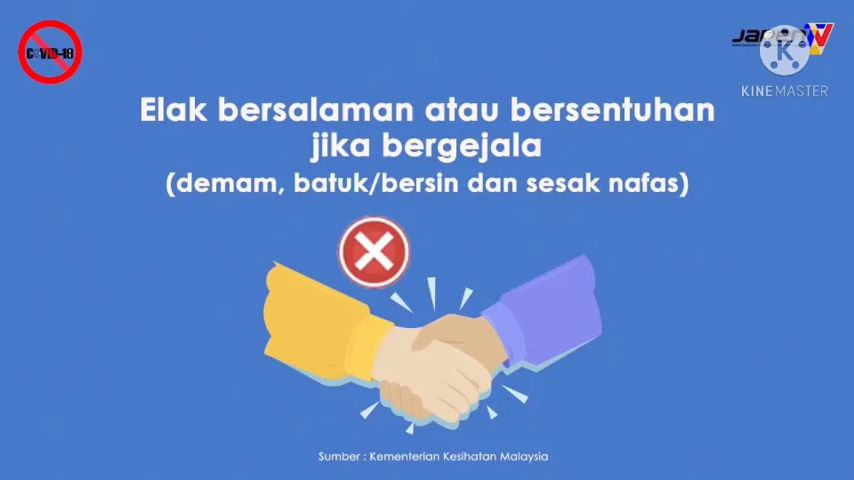 COVID-19
JAPEN
K
KINEMASTER
Elak bersalaman atau bersentuhan
jika bergejala
(demam, batuk/bersin dan sesak nafas)
Sumber : Kementerian Kesihatan Malaysia